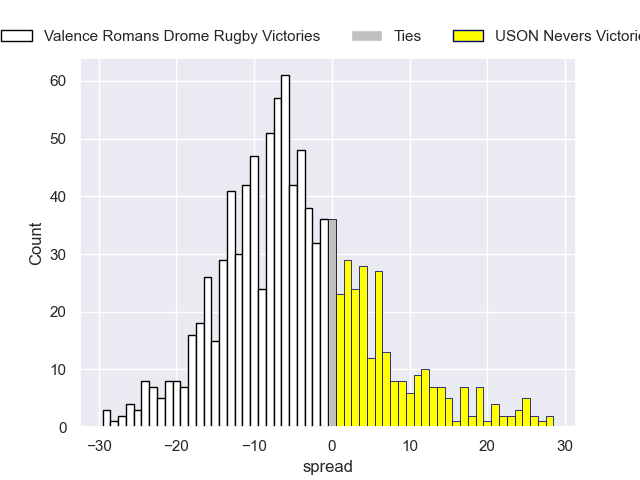 Valence Romans Drome Rugby Victories Ties USON Nevers Victorie
60
50
40
30
20
10
0
Count
−30 −20 −10 0 10 20 30
spread